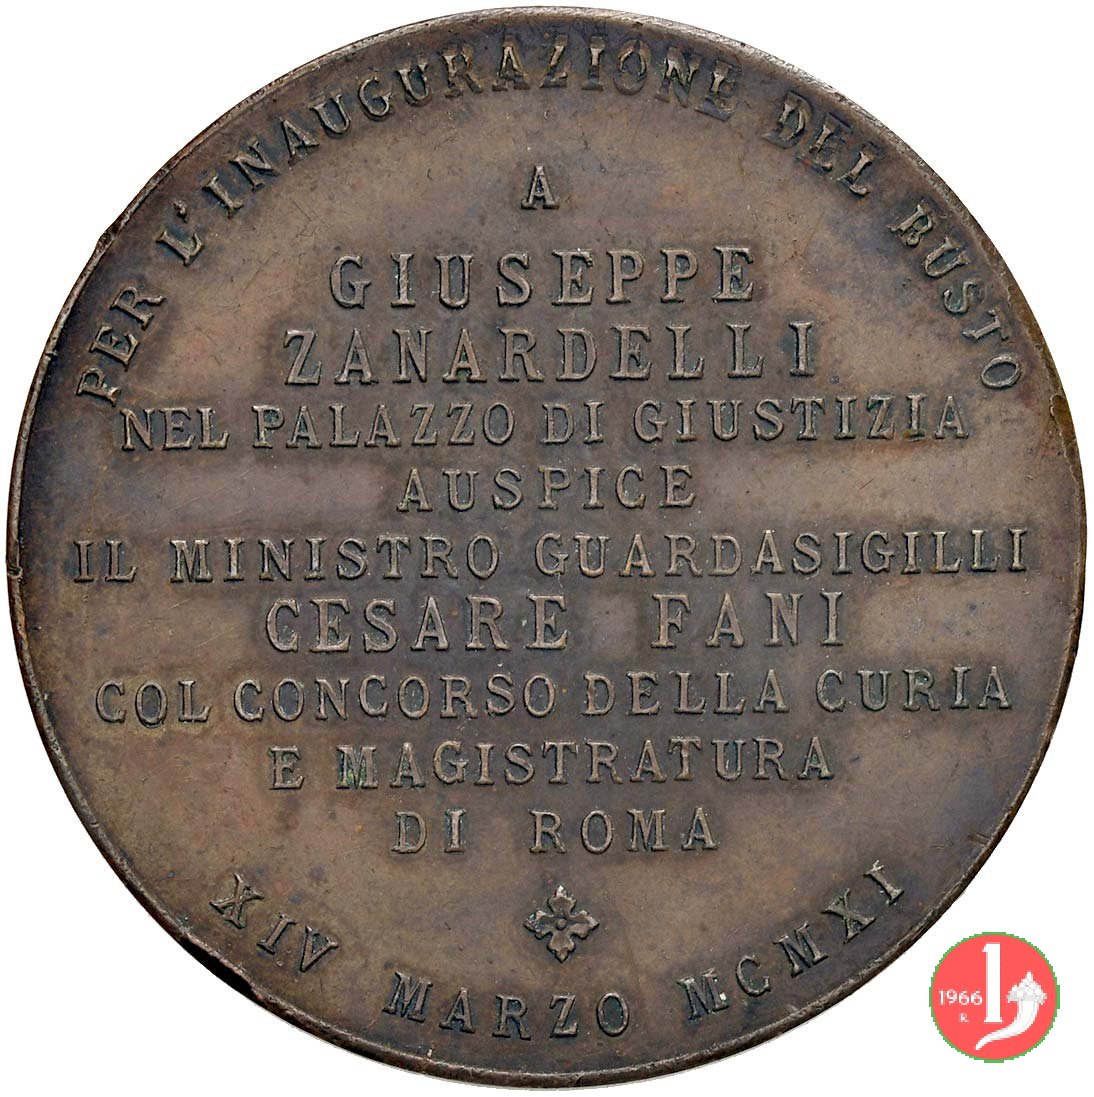 PER L'INAUGURAZIONE DEL BUSTO
A
GIUSEPPE
ZANARDELLI
NEL PALAZZO DI GIUSTIZIA
AUSPICE
IL MINISTRO GUARDASIGILLI
CESARE FANI
COL CONCORSO DELLA CURIA
E MAGISTRATURA
DI ROMA
XIV MARZO MCMXI
1966
R
1